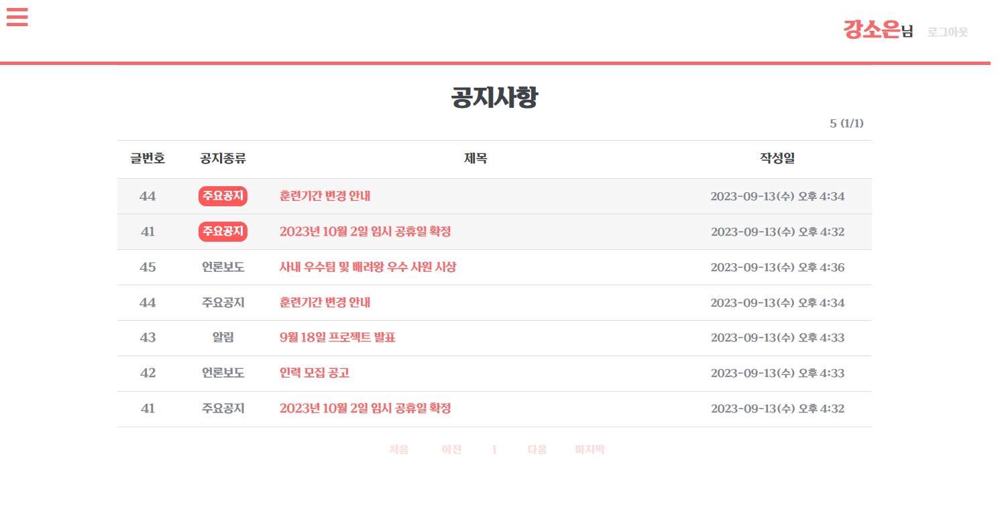 강소은님 로그아웃
공지사항
5 (1/1)
글번호 공지종류 제목 작성일
44 주요공지 훈련기간 변경 안내 2023-09-13(수) 오후 4:34
41 주요공지 2023년 10월 2일 임시 공휴일 확정 2023-09-13(수) 오후 4:32
45 언론보도 사내 우수팀 및 배려왕 우수 사원 시상 2023-09-13(수) 오후 4:36
44 주요공지 훈련기간 변경 안내 2023-09-13(수) 오후 4:34
43 알림 9월 18일 프로젝트 발표 2023-09-13(수) 오후 4:33
42 언론보도 인력 모집 공고 2023-09-13(수) 오후 4:33
41 주요공지 2023년 10월 2일 임시 공휴일 확정 2023-09-13(수) 오후 4:32
처음 이전 1 다음 마지막